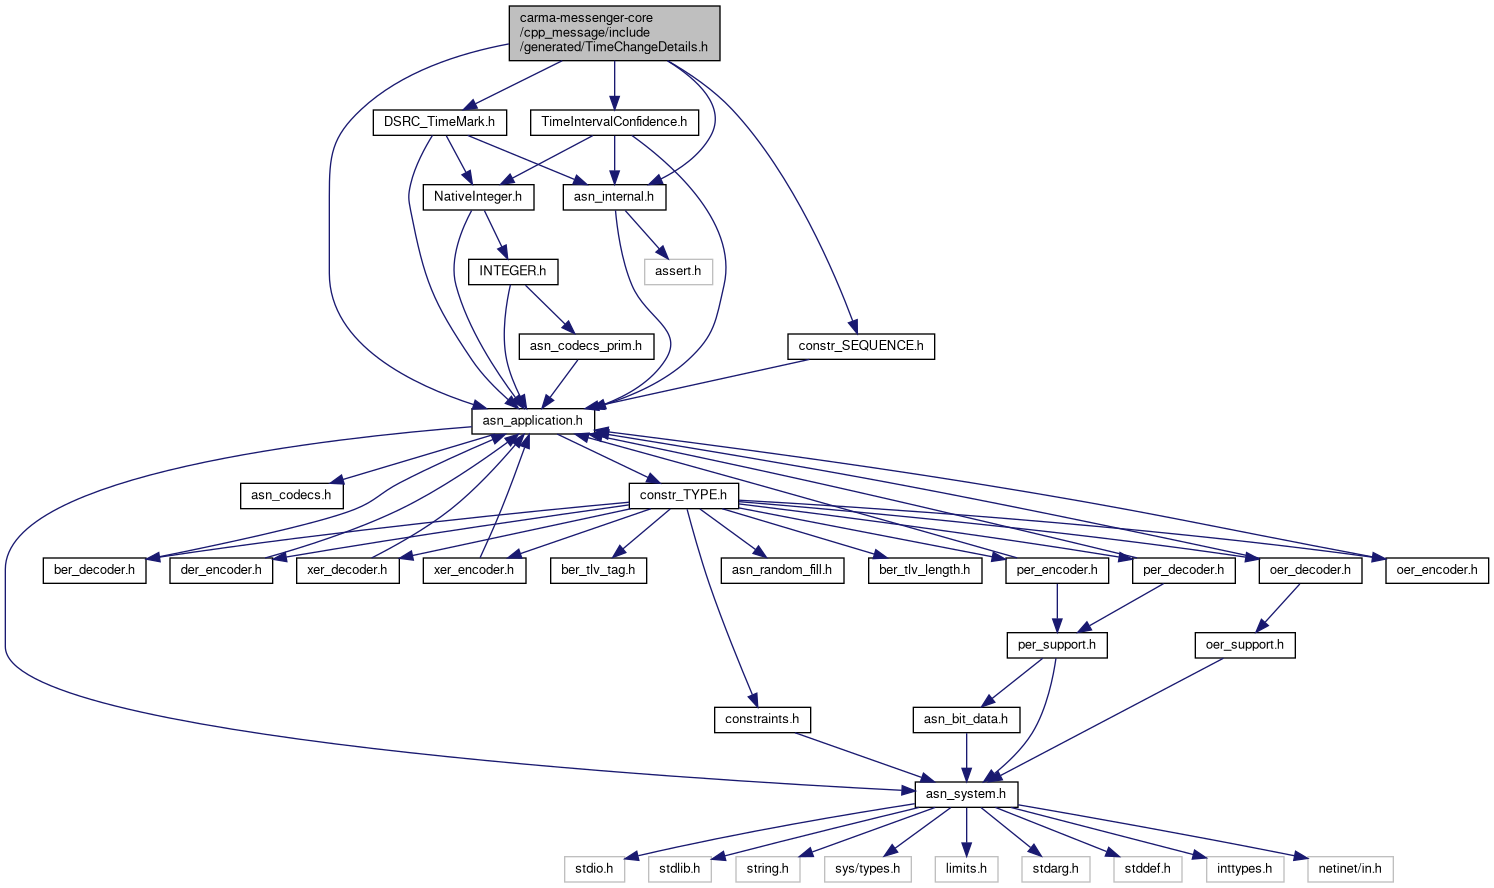 carma-messenger-core
/cpp_message/include
/generated/TimeChangeDetails.h
DSRC_TimeMark.h
TimeIntervalConfidence.h
NativeInteger.h
asn_internal.h
INTEGER.h
assert.h
asn_codecs_prim.h
constr_SEQUENCE.h
asn_application.h
asn_codecs.h
constr_TYPE.h
ber_decoder.h
der_encoder.h
xer_decoder.h
xer_encoder.h
ber_tlv_tag.h
asn_random_fill.h
ber_tlv_length.h
per_encoder.h
per_decoder.h
oer_decoder.h
oer_encoder.h
per_support.h
oer_support.h
constraints.h
asn_bit_data.h
asn_system.h
stdio.h
stdlib.h
string.h
sys/types.h
limits.h
stdarg.h
stddef.h
inttypes.h
netinet/in.h